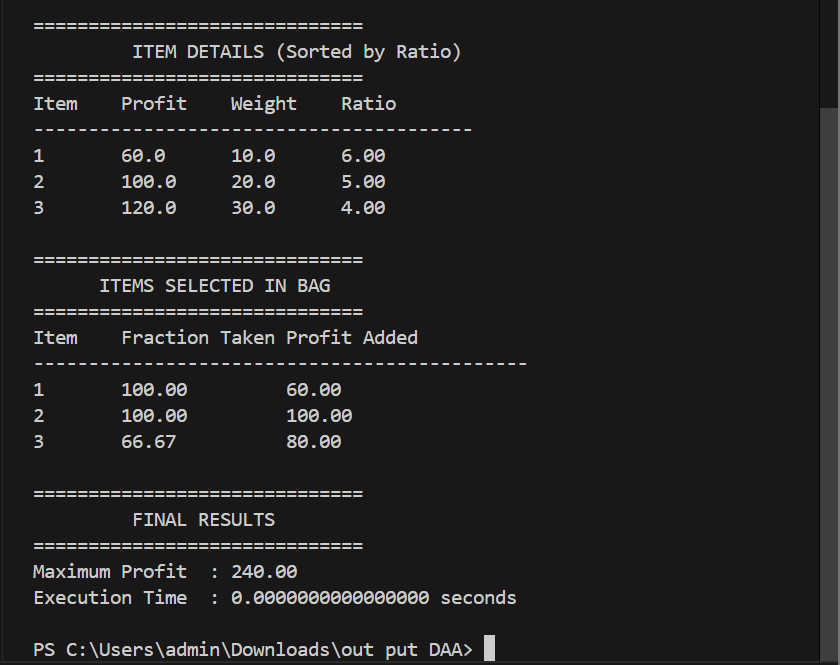 ==============================
         ITEM DETAILS (Sorted by Ratio)
==============================
Item    Profit    Weight    Ratio
----------------------------------------
1       60.0      10.0      6.00
2       100.0     20.0      5.00
3       120.0     30.0      4.00

==============================
      ITEMS SELECTED IN BAG
==============================
Item    Fraction Taken Profit Added
---------------------------------------------
1       100.00         60.00
2       100.00         100.00
3       66.67          80.00

==============================
         FINAL RESULTS
==============================
Maximum Profit  : 240.00
Execution Time  : 0.0000000000000000 seconds

PS C:\Users\admin\Downloads\out put DAA>